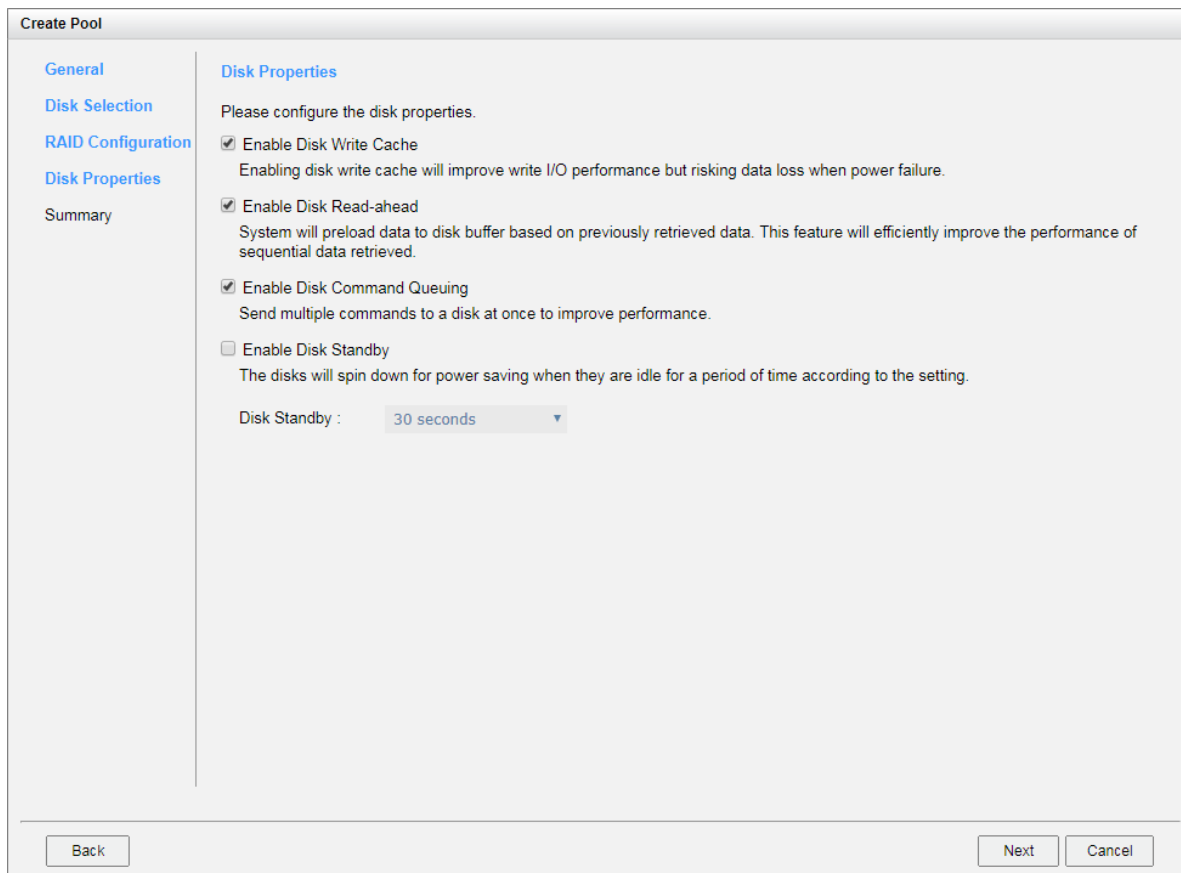 Create Pool
General
Disk Selection
RAID Configuration
Disk Properties
Summary
Disk Properties
Please configure the disk properties.
Enable Disk Write Cache
Enabling disk write cache will improve write I/O performance but risking data loss when power failure.
Enable Disk Read-ahead
System will preload data to disk buffer based on previously retrieved data. This feature will efficiently improve the performance of
sequential data retrieved.
Enable Disk Command Queuing
Send multiple commands to a disk at once to improve performance.
Enable Disk Standby
The disks will spin down for power saving when they are idle for a period of time according to the setting.
Disk Standby : 30 seconds
Back Next Cancel